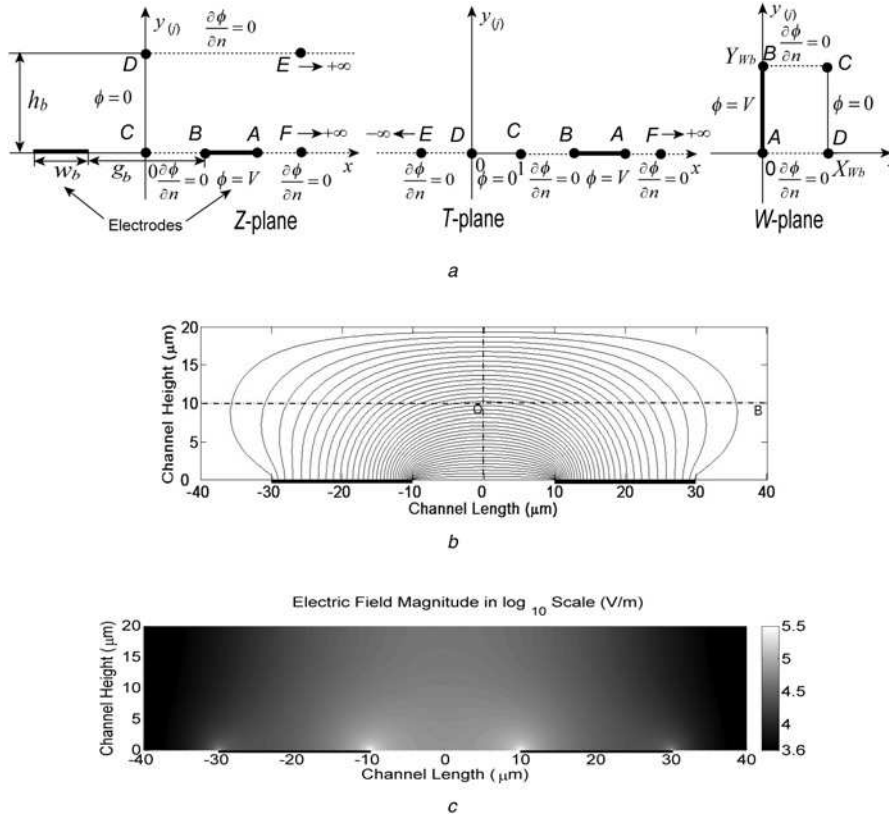 y(j) y(j) y(j)
∂ϕ/∂n = 0
Y_Wb B ∂ϕ/∂n = 0
D E → +∞ C
h_b ϕ = 0 ϕ = V ϕ = 0
C B A F → +∞ −∞ ← E D C B A F → +∞ A D
w_b g_b 0 ∂ϕ/∂n = 0 ϕ = V ∂ϕ/∂n = 0 x ∂ϕ/∂n = 0 0 ϕ = 0 1 ∂ϕ/∂n = 0 ϕ = V ∂ϕ/∂n = 0 x 0 ∂ϕ/∂n = 0 X_Wb
Electrodes Z-plane T-plane W-plane
a
Channel Height (μm)
20
15
10
5
0
O B
-40 -30 -20 -10 0 10 20 30 40
Channel Length (μm)
b
Electric Field Magnitude in log 10 Scale (V/m)
Channel Height (μm)
20
15
10
5
0
-40 -30 -20 -10 0 10 20 30 40
Channel Length (μm)
5.5
5
4.5
4
3.6
c